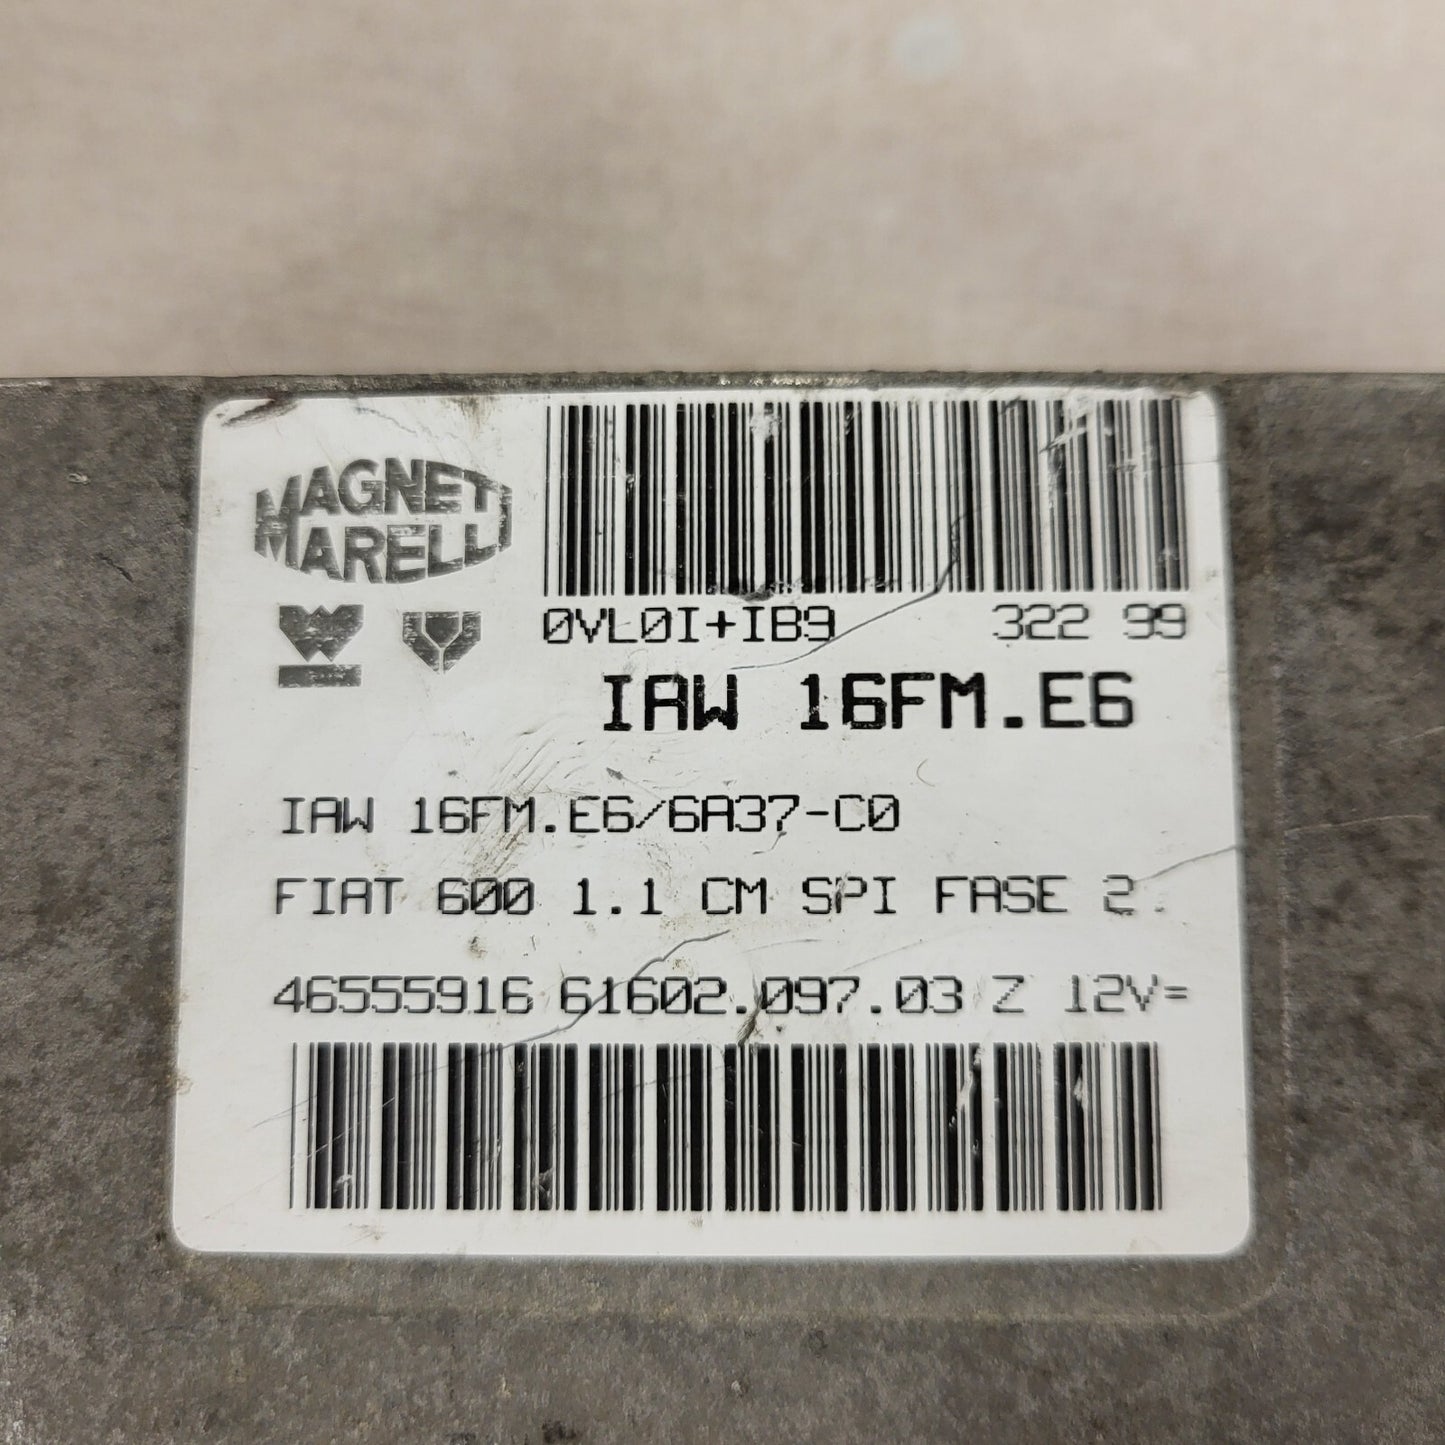 MAGNETI
MARELLI
0VL0I+IB9 322 99
IAW 16FM.E6
IAW 16FM.E6/6A37-C0
FIAT 600 1.1 CM SPI FASE 2.
46555916 61602.097.03 Z 12V=